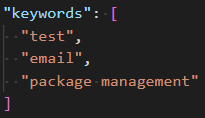 "keywords": [
"test",
"email",
"package management"
]